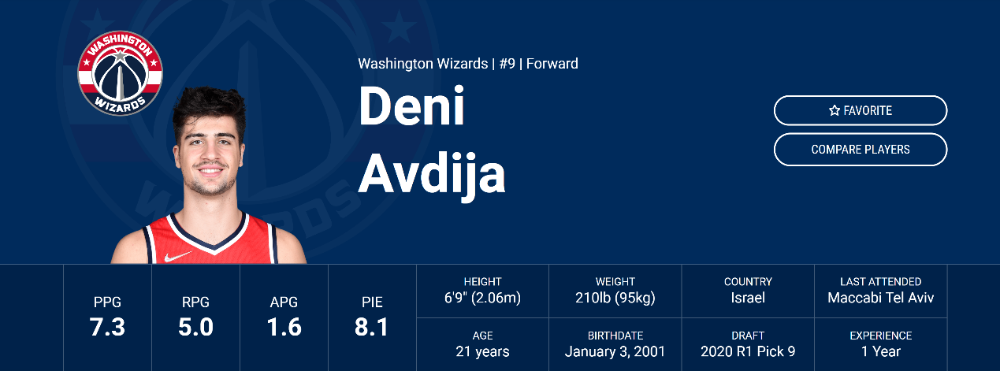 WASHINGTON
WIZARDS
Washington Wizards | #9 | Forward
Deni
Avdija
FAVORITE
COMPARE PLAYERS
PPG
7.3
RPG
5.0
APG
1.6
PIE
8.1
HEIGHT
6'9" (2.06m)
WEIGHT
210lb (95kg)
COUNTRY
Israel
LAST ATTENDED
Maccabi Tel Aviv
AGE
21 years
BIRTHDATE
January 3, 2001
DRAFT
2020 R1 Pick 9
EXPERIENCE
1 Year